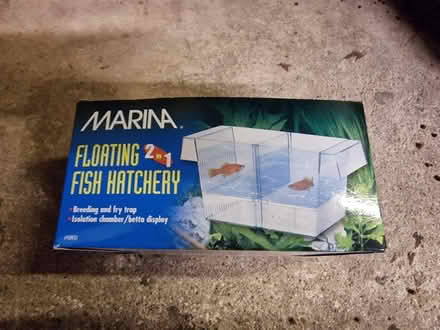 MARINA®
FLOATING 2 in 1
FISH HATCHERY
• Breeding and fry trap
• Isolation chamber/betta display